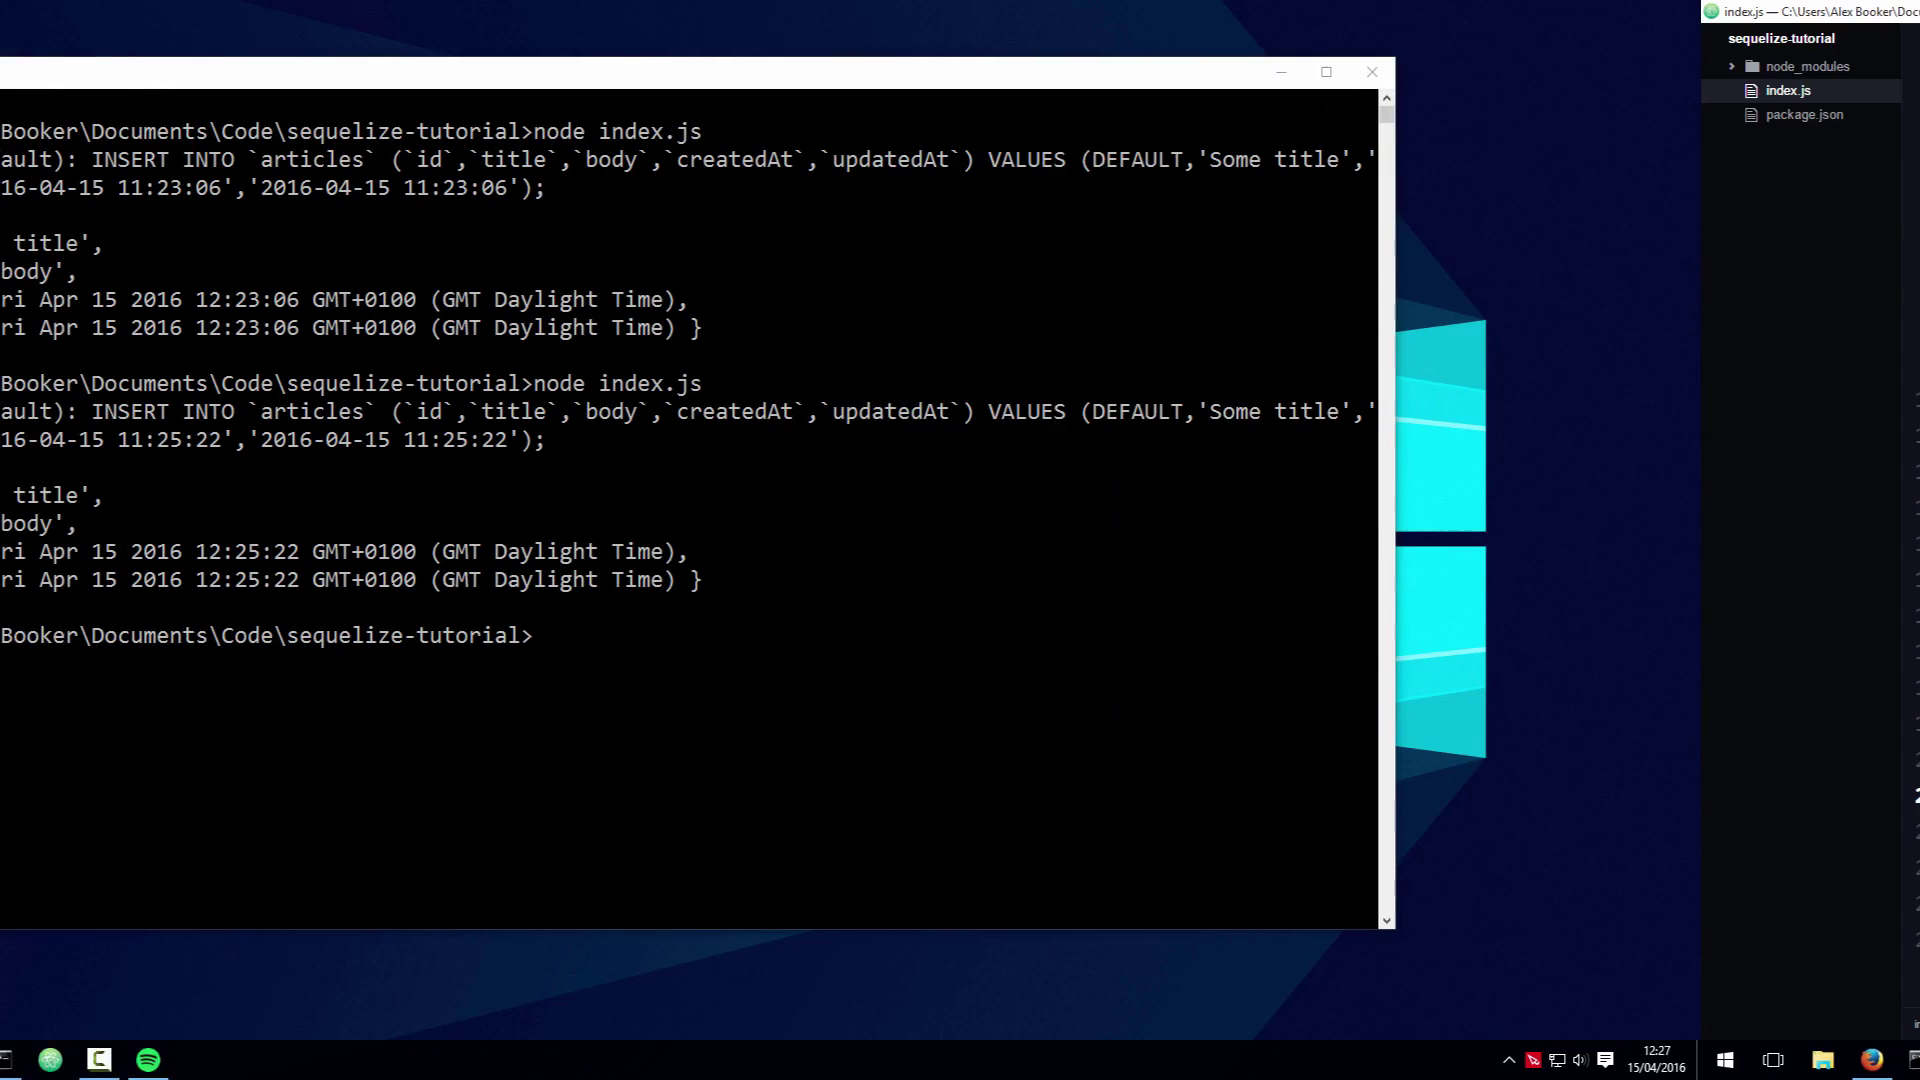 Booker\Documents\Code\sequelize-tutorial>node index.js
ault): INSERT INTO `articles` (`id`,`title`,`body`,`createdAt`,`updatedAt`) VALUES (DEFAULT,'Some title','
16-04-15 11:23:06','2016-04-15 11:23:06');
title',
body',
ri Apr 15 2016 12:23:06 GMT+0100 (GMT Daylight Time),
ri Apr 15 2016 12:23:06 GMT+0100 (GMT Daylight Time) }
Booker\Documents\Code\sequelize-tutorial>node index.js
ault): INSERT INTO `articles` (`id`,`title`,`body`,`createdAt`,`updatedAt`) VALUES (DEFAULT,'Some title','
16-04-15 11:25:22','2016-04-15 11:25:22');
title',
body',
ri Apr 15 2016 12:25:22 GMT+0100 (GMT Daylight Time),
ri Apr 15 2016 12:25:22 GMT+0100 (GMT Daylight Time) }
Booker\Documents\Code\sequelize-tutorial>
index.js — C:\Users\Alex Booker\Docu
sequelize-tutorial
node_modules
index.js
package.json
12:27
15/04/2016